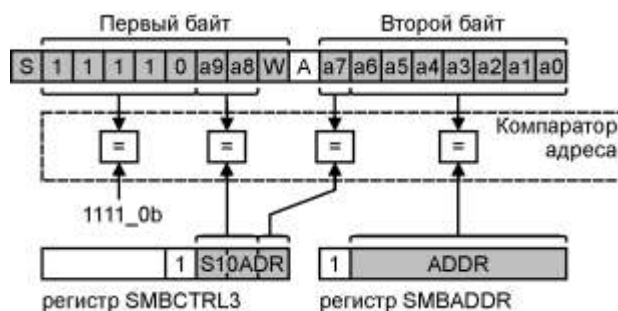 Первый байт Второй байт
S 1 1 1 1 0 a9 a8 W A a7 a6 a5 a4 a3 a2 a1 a0
Компаратор
адреса
= = = =
1111_0b
1 S10ADR 1 ADDR
регистр SMBCTRL3 регистр SMBADDR